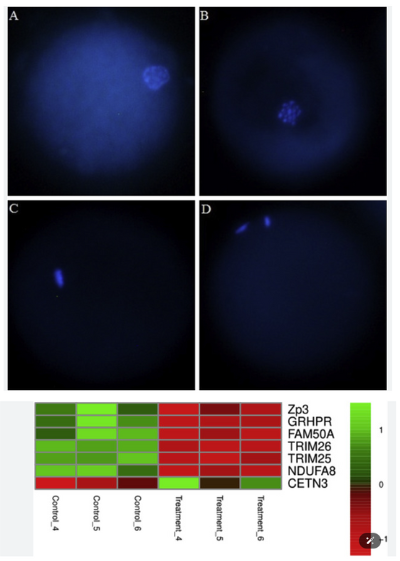 A
B
C
D
Zp3
GRHPR
FAM50A
TRIM26
TRIM25
NDUFA8
CETN3
1
0
-1
Control_4
Control_5
Control_6
Treatment_4
Treatment_5
Treatment_6